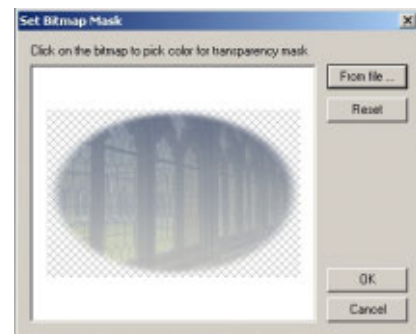 Set Bitmap Mask
Click on the bitmap to pick color for transparency mask
From file ...
Reset
OK
Cancel